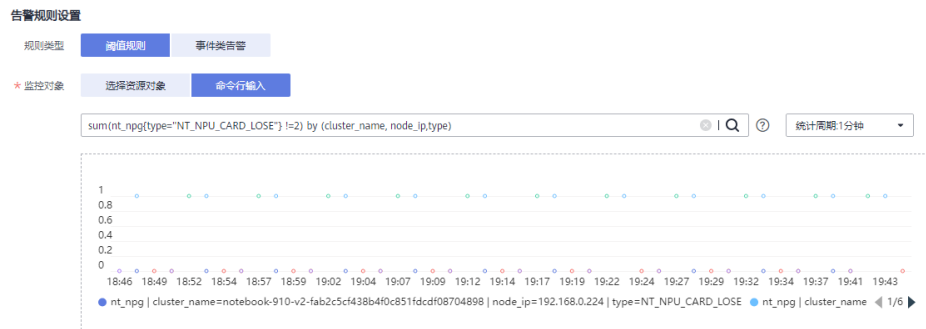 告警规则设置
规则类型 阈值规则 事件类告警
* 监控对象 选择资源对象 命令行输入
sum(nt_npg{type="NT_NPU_CARD_LOSE"} !=2) by (cluster_name, node_ip,type) 统计周期:1分钟
1
0.8
0.6
0.4
0.2
0
18:46 18:49 18:52 18:54 18:57 18:59 19:02 19:04 19:07 19:09 19:12 19:14 19:17 19:19 19:22 19:24 19:27 19:29 19:32 19:34 19:37 19:41 19:43
nt_npg | cluster_name=notebook-910-v2-fab2c5cf438b4f0c851fdcdf08704898 | node_ip=192.168.0.224 | type=NT_NPU_CARD_LOSE nt_npg | cluster_name 1/6